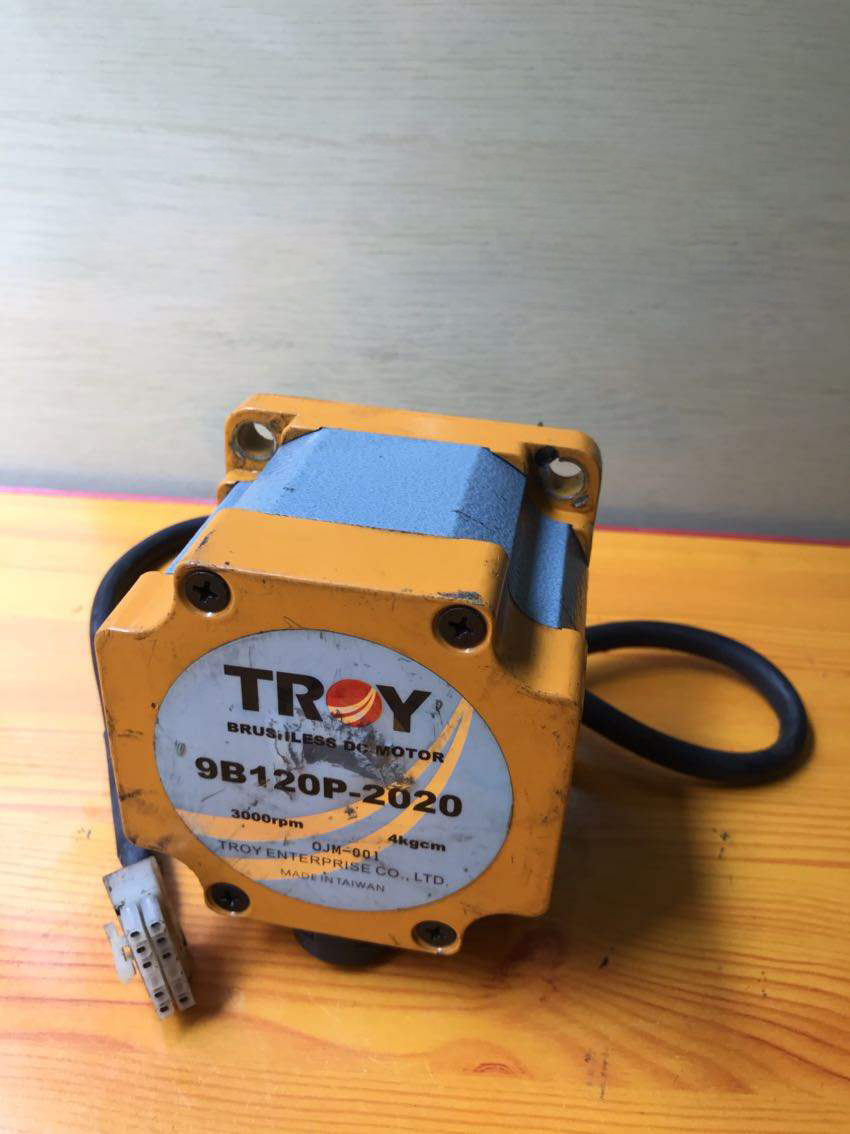 TROY
BRUSHLESS DC MOTOR
9B120P-2020
3000rpm 4kgcm
OJM-001
TROY ENTERPRISE CO., LTD.
MADE IN TAIWAN